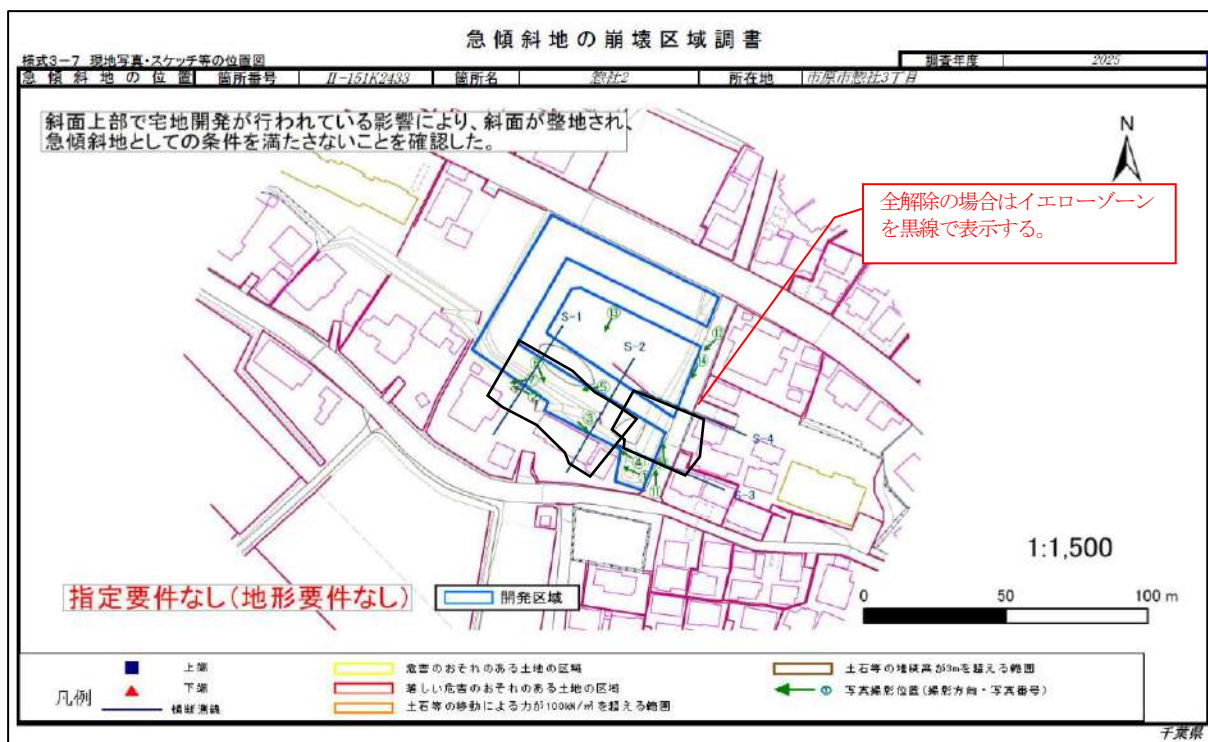 急傾斜地の崩壊区域調書
様式3-7 現地写真・スケッチ等の位置図
調査年度 2025
急傾斜地の位置 箇所番号 II-151K2433 箇所名 惣社2 所在地 市原市惣社3丁目
斜面上部で宅地開発が行われている影響により、斜面が整地され、
急傾斜地としての条件を満たさないことを確認した。
N
全解除の場合はイエローゾーン
を黒線で表示する。
S-1
S-2
⑬
⑫
⑭
⑤
③
④
⑪
S-4
S-3
1:1,500
指定要件なし(地形要件なし)
開発区域
0 50 100 m
凡例
上端
下端
横断測線
危害のおそれのある土地の区域
著しい危害のおそれのある土地の区域
土石等の移動による力が100kN/㎡を超える範囲
土石等の堆積高が3mを超える範囲
① 写真撮影位置(撮影方向・写真番号)
千葉県